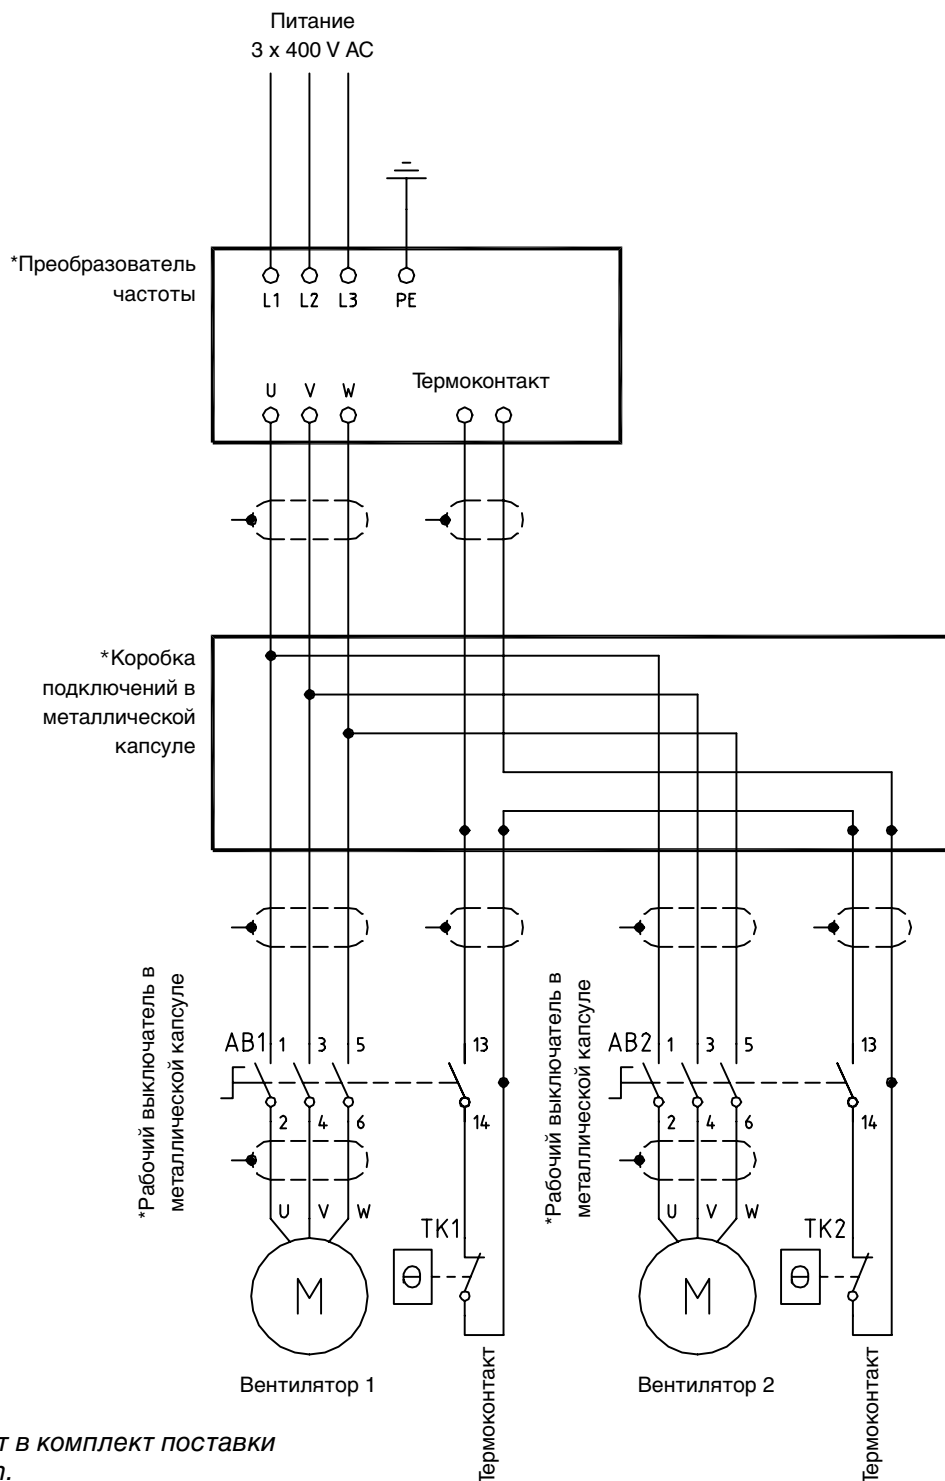 Питание
3 x 400 V AC
*Преобразователь
частоты
L1 L2 L3 PE
U V W
Термоконтакт
*Коробка
подключений в
металлической
капсуле
*Рабочий выключатель в
металлической капсуле
AB1 1 3 5 13
2 4 6 14
U V W
TK1
Θ
M
Вентилятор 1
Термоконтакт
*Рабочий выключатель в
металлической капсуле
AB2 1 3 5 13
2 4 6 14
U V W
TK2
Θ
M
Вентилятор 2
Термоконтакт
т в комплект поставки